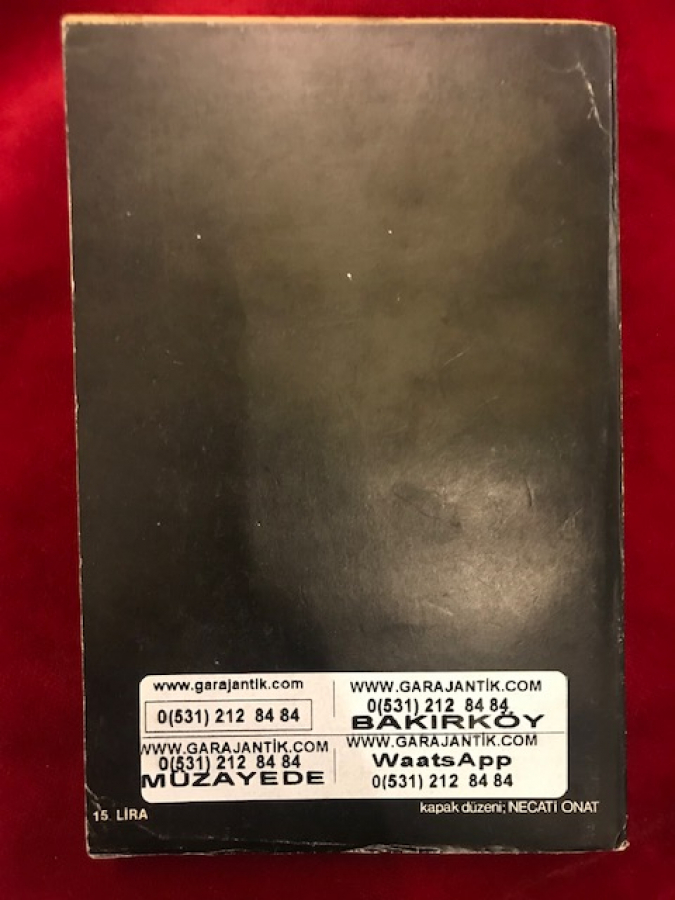 www.garajantik.com
0(531) 212 84 84
WWW.GARAJANTİK.COM
0(531) 212 84 84
BAKIRKÖY
WWW.GARAJANTİK.COM
0(531) 212 84 84
MÜZAYEDE
WWW.GARAJANTİK.COM
WaatsApp
0(531) 212 84 84
15. LİRA
kapak düzeni; NECATİ ONAT